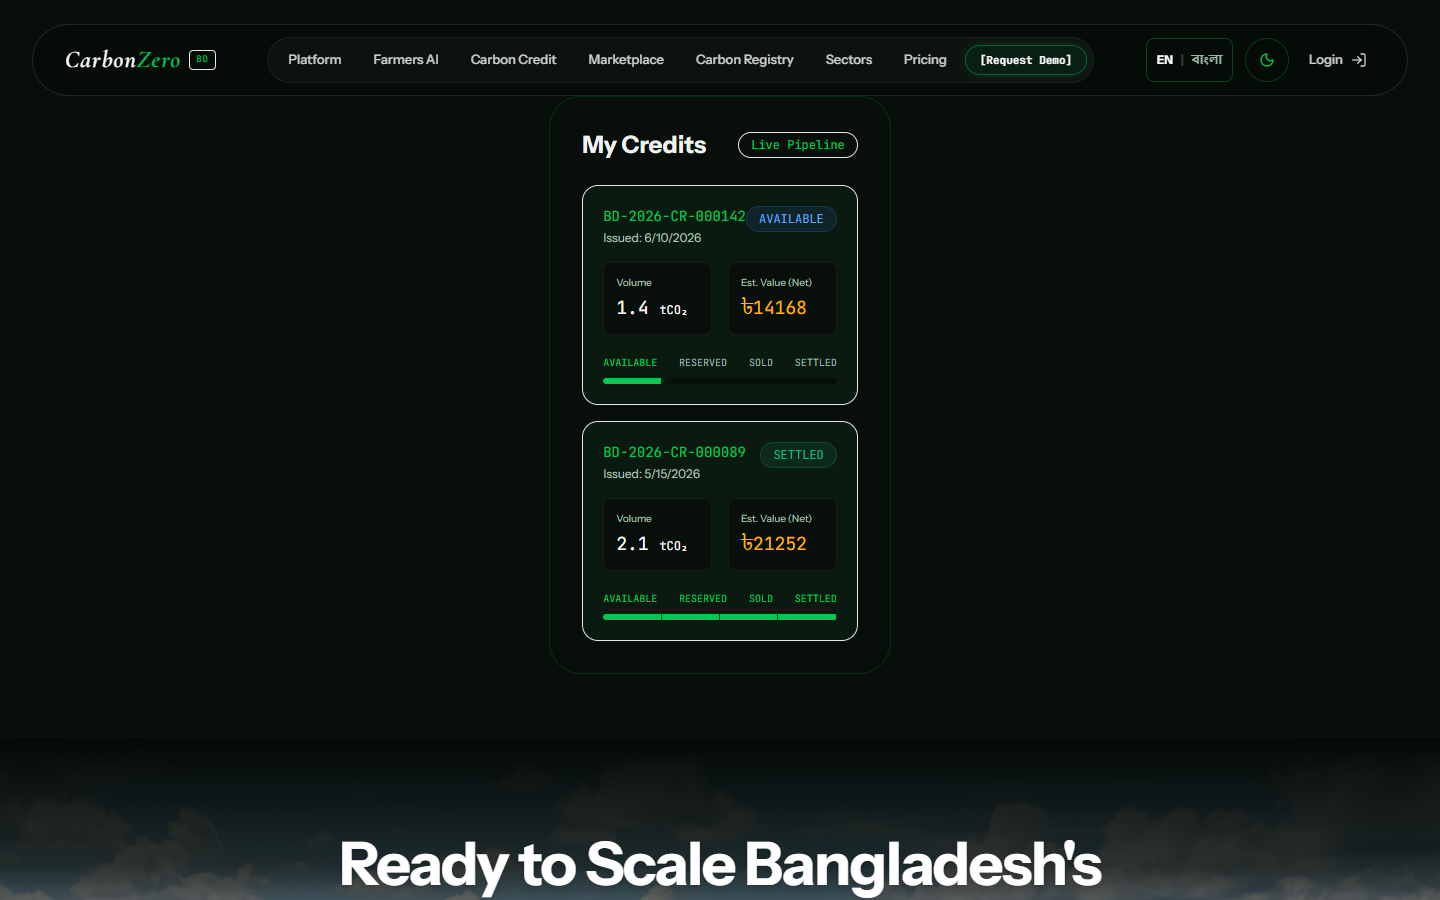 CarbonZero BD
Platform Farmers AI Carbon Credit Marketplace Carbon Registry Sectors Pricing [Request Demo]
EN | বাংলা
Login
My Credits
Live Pipeline
BD-2026-CR-000142
AVAILABLE
Issued: 6/10/2026
Volume
1.4 tCO₂
Est. Value (Net)
৳14168
AVAILABLE RESERVED SOLD SETTLED
BD-2026-CR-000089
SETTLED
Issued: 5/15/2026
Volume
2.1 tCO₂
Est. Value (Net)
৳21252
AVAILABLE RESERVED SOLD SETTLED
Ready to Scale Bangladesh's